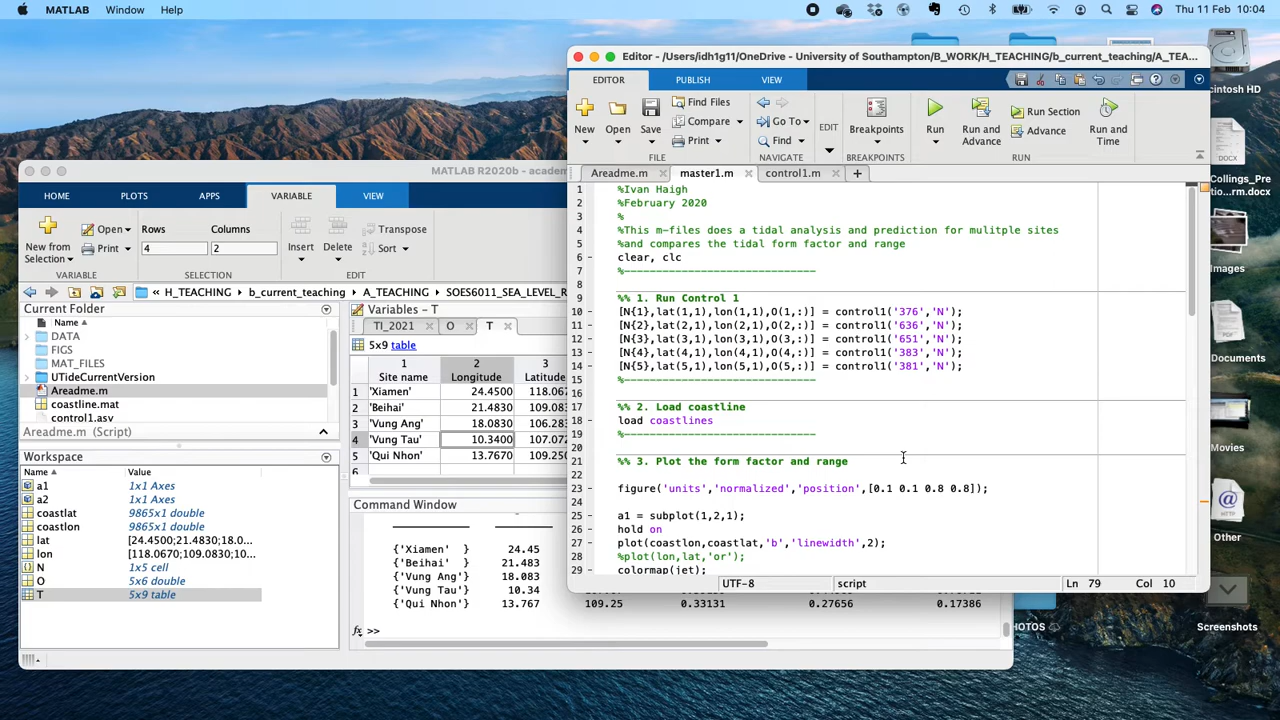 MATLAB Window Help Thu 11 Feb 10:04
Editor - /Users/idh1g11/OneDrive - University of Southampton/B_WORK/H_TEACHING/b_current_teaching/A_TEA...
EDITOR PUBLISH VIEW
New Open Save Find Files Compare Print
Go To Find
EDIT
Breakpoints
Run Run and Advance Run Section Advance Run and Time
FILE NAVIGATE BREAKPOINTS RUN
Areadme.m master1.m control1.m
1 %Ivan Haigh
2 %February 2020
3 %
4 %This m-files does a tidal analysis and prediction for mulitple sites
5 %and compares the tidal form factor and range
6 clear, clc
7 %------------------------------
8
9 %% 1. Run Control 1
10 [N{1},lat(1,1),lon(1,1),O(1,:)] = control1('376','N');
11 [N{2},lat(2,1),lon(2,1),O(2,:)] = control1('636','N');
12 [N{3},lat(3,1),lon(3,1),O(3,:)] = control1('651','N');
13 [N{4},lat(4,1),lon(4,1),O(4,:)] = control1('383','N');
14 [N{5},lat(5,1),lon(5,1),O(5,:)] = control1('381','N');
15 %------------------------------
16
17 %% 2. Load coastline
18 load coastlines
19 %------------------------------
20
21 %% 3. Plot the form factor and range
22
23 figure('units','normalized','position',[0.1 0.1 0.8 0.8]);
24
25 a1 = subplot(1,2,1);
26 hold on
27 plot(coastlon,coastlat,'b','linewidth',2);
28 %plot(lon,lat,'or');
29 colormap(jet);
UTF-8 script Ln 79 Col 10
MATLAB R2020b - academ
HOME PLOTS APPS VARIABLE VIEW
New from Selection Open Print
Rows Columns
4 2
Insert Delete Transpose Sort
VARIABLE SELECTION EDIT
« H_TEACHING b_current_teaching A_TEACHING SOES6011_SEA_LEVEL_R
Current Folder
Name
DATA
FIGS
MAT_FILES
UTideCurrentVersion
Areadme.m
coastline.mat
control1.asv
Areadme.m (Script)
Workspace
Name Value
a1 1x1 Axes
a2 1x1 Axes
coastlat 9865x1 double
coastlon 9865x1 double
lat [24.4500;21.4830;18.0...
lon [118.0670;109.0830;10...
N 1x5 cell
O 5x6 double
T 5x9 table
Variables - T
TI_2021 O T
5x9 table
1 2 3
Site name Longitude Latitude
1 'Xiamen' 24.4500 118.067
2 'Beihai' 21.4830 109.083
3 'Vung Ang' 18.0830 106.283
4 'Vung Tau' 10.3400 107.072
5 'Qui Nhon' 13.7670 109.250
6
Command Window
{'Xiamen' } 24.45
{'Beihai' } 21.483
{'Vung Ang'} 18.083
{'Vung Tau'} 10.34
{'Qui Nhon'} 13.767 109.25 0.33131 0.27656 0.17386
fx >>
DOCX
Documents
Movies
HTTP
Other
Screenshots